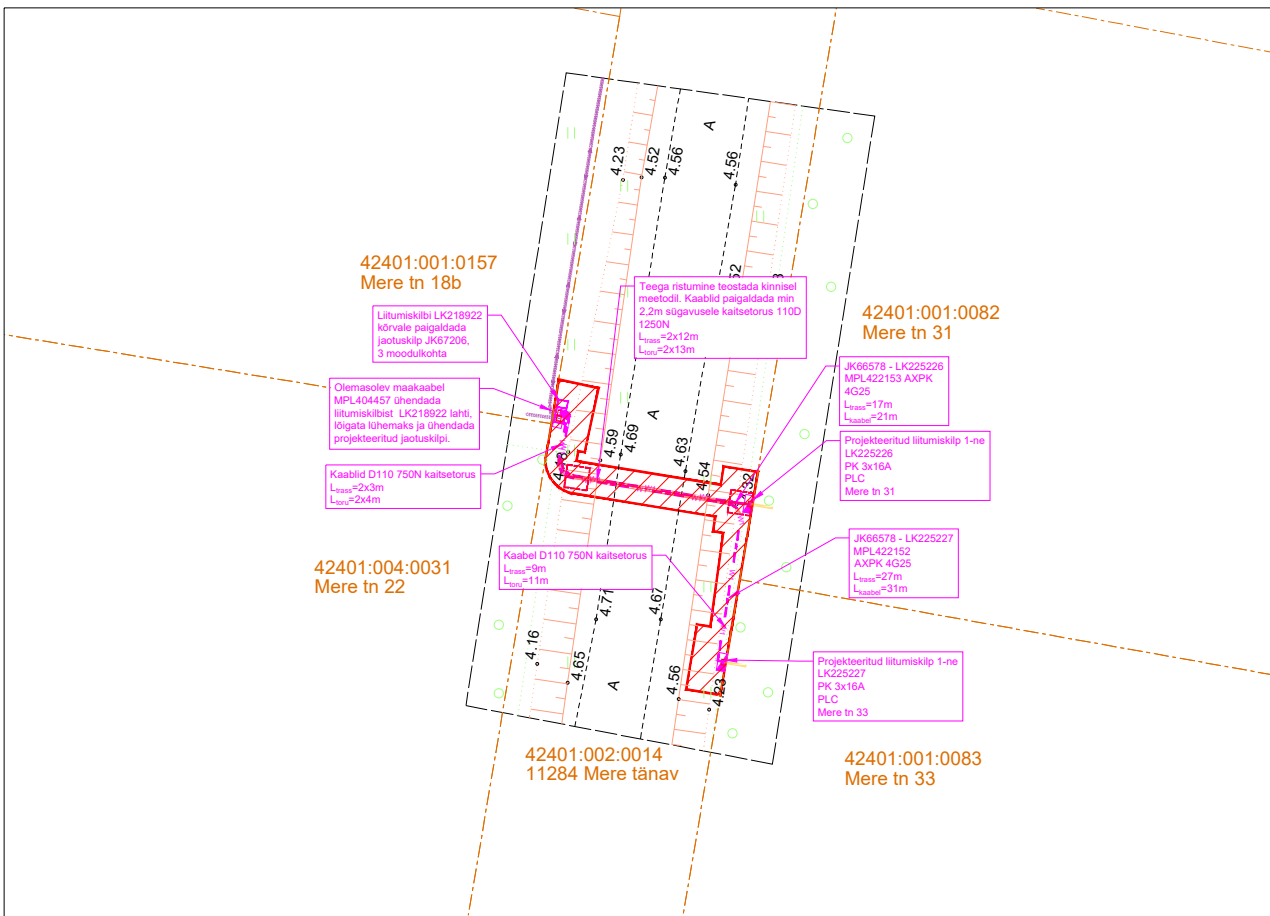 4.23
4.52
4.56
A
4.56
42401:001:0157
Mere tn 18b
Liitumiskilbi LK218922
kõrvale paigaldada
jaotuskilp JK67206,
3 moodulkohta
Teega ristumine teostada kinnisel
meetodil. Kaablid paigaldada min
2,2m sügavusele kaitsetorus 110D
1250N
Ltrass=2x12m
Ltoru=2x13m
42401:001:0082
Mere tn 31
Olemasolev maakaabel
MPL404457 ühendada
liitumiskilbist LK218922 lahti,
lõigata lühemaks ja ühendada
projekteeritud jaotuskilpi.
JK66578 - LK225226
MPL422153 AXPK
4G25
Ltrass=17m
Lkaabel=21m
A
4.59
4.69
4.63
4.54
Projekteeritud liitumiskilp 1-ne
LK225226
PK 3x16A
PLC
Mere tn 31
Kaablid D110 750N kaitsetorus
Ltrass=2x3m
Ltoru=2x4m
JK66578 - LK225227
MPL422152
AXPK 4G25
Ltrass=27m
Lkaabel=31m
Kaabel D110 750N kaitsetorus
Ltrass=9m
Ltoru=11m
42401:004:0031
Mere tn 22
4.71
4.67
4.16
4.65
A
4.56
4.23
Projekteeritud liitumiskilp 1-ne
LK225227
PK 3x16A
PLC
Mere tn 33
42401:002:0014
11284 Mere tänav
42401:001:0083
Mere tn 33